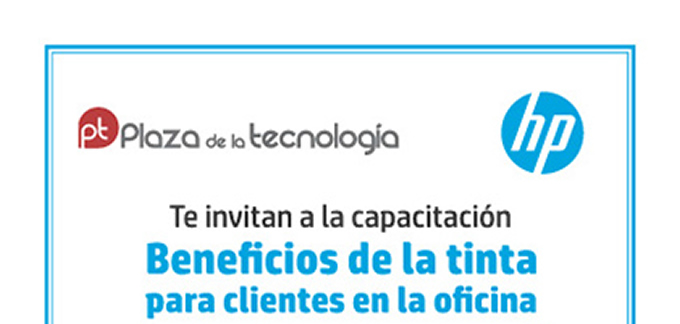 pt Plaza de la tecnología
hp
Te invitan a la capacitación
Beneficios de la tinta
para clientes en la oficina